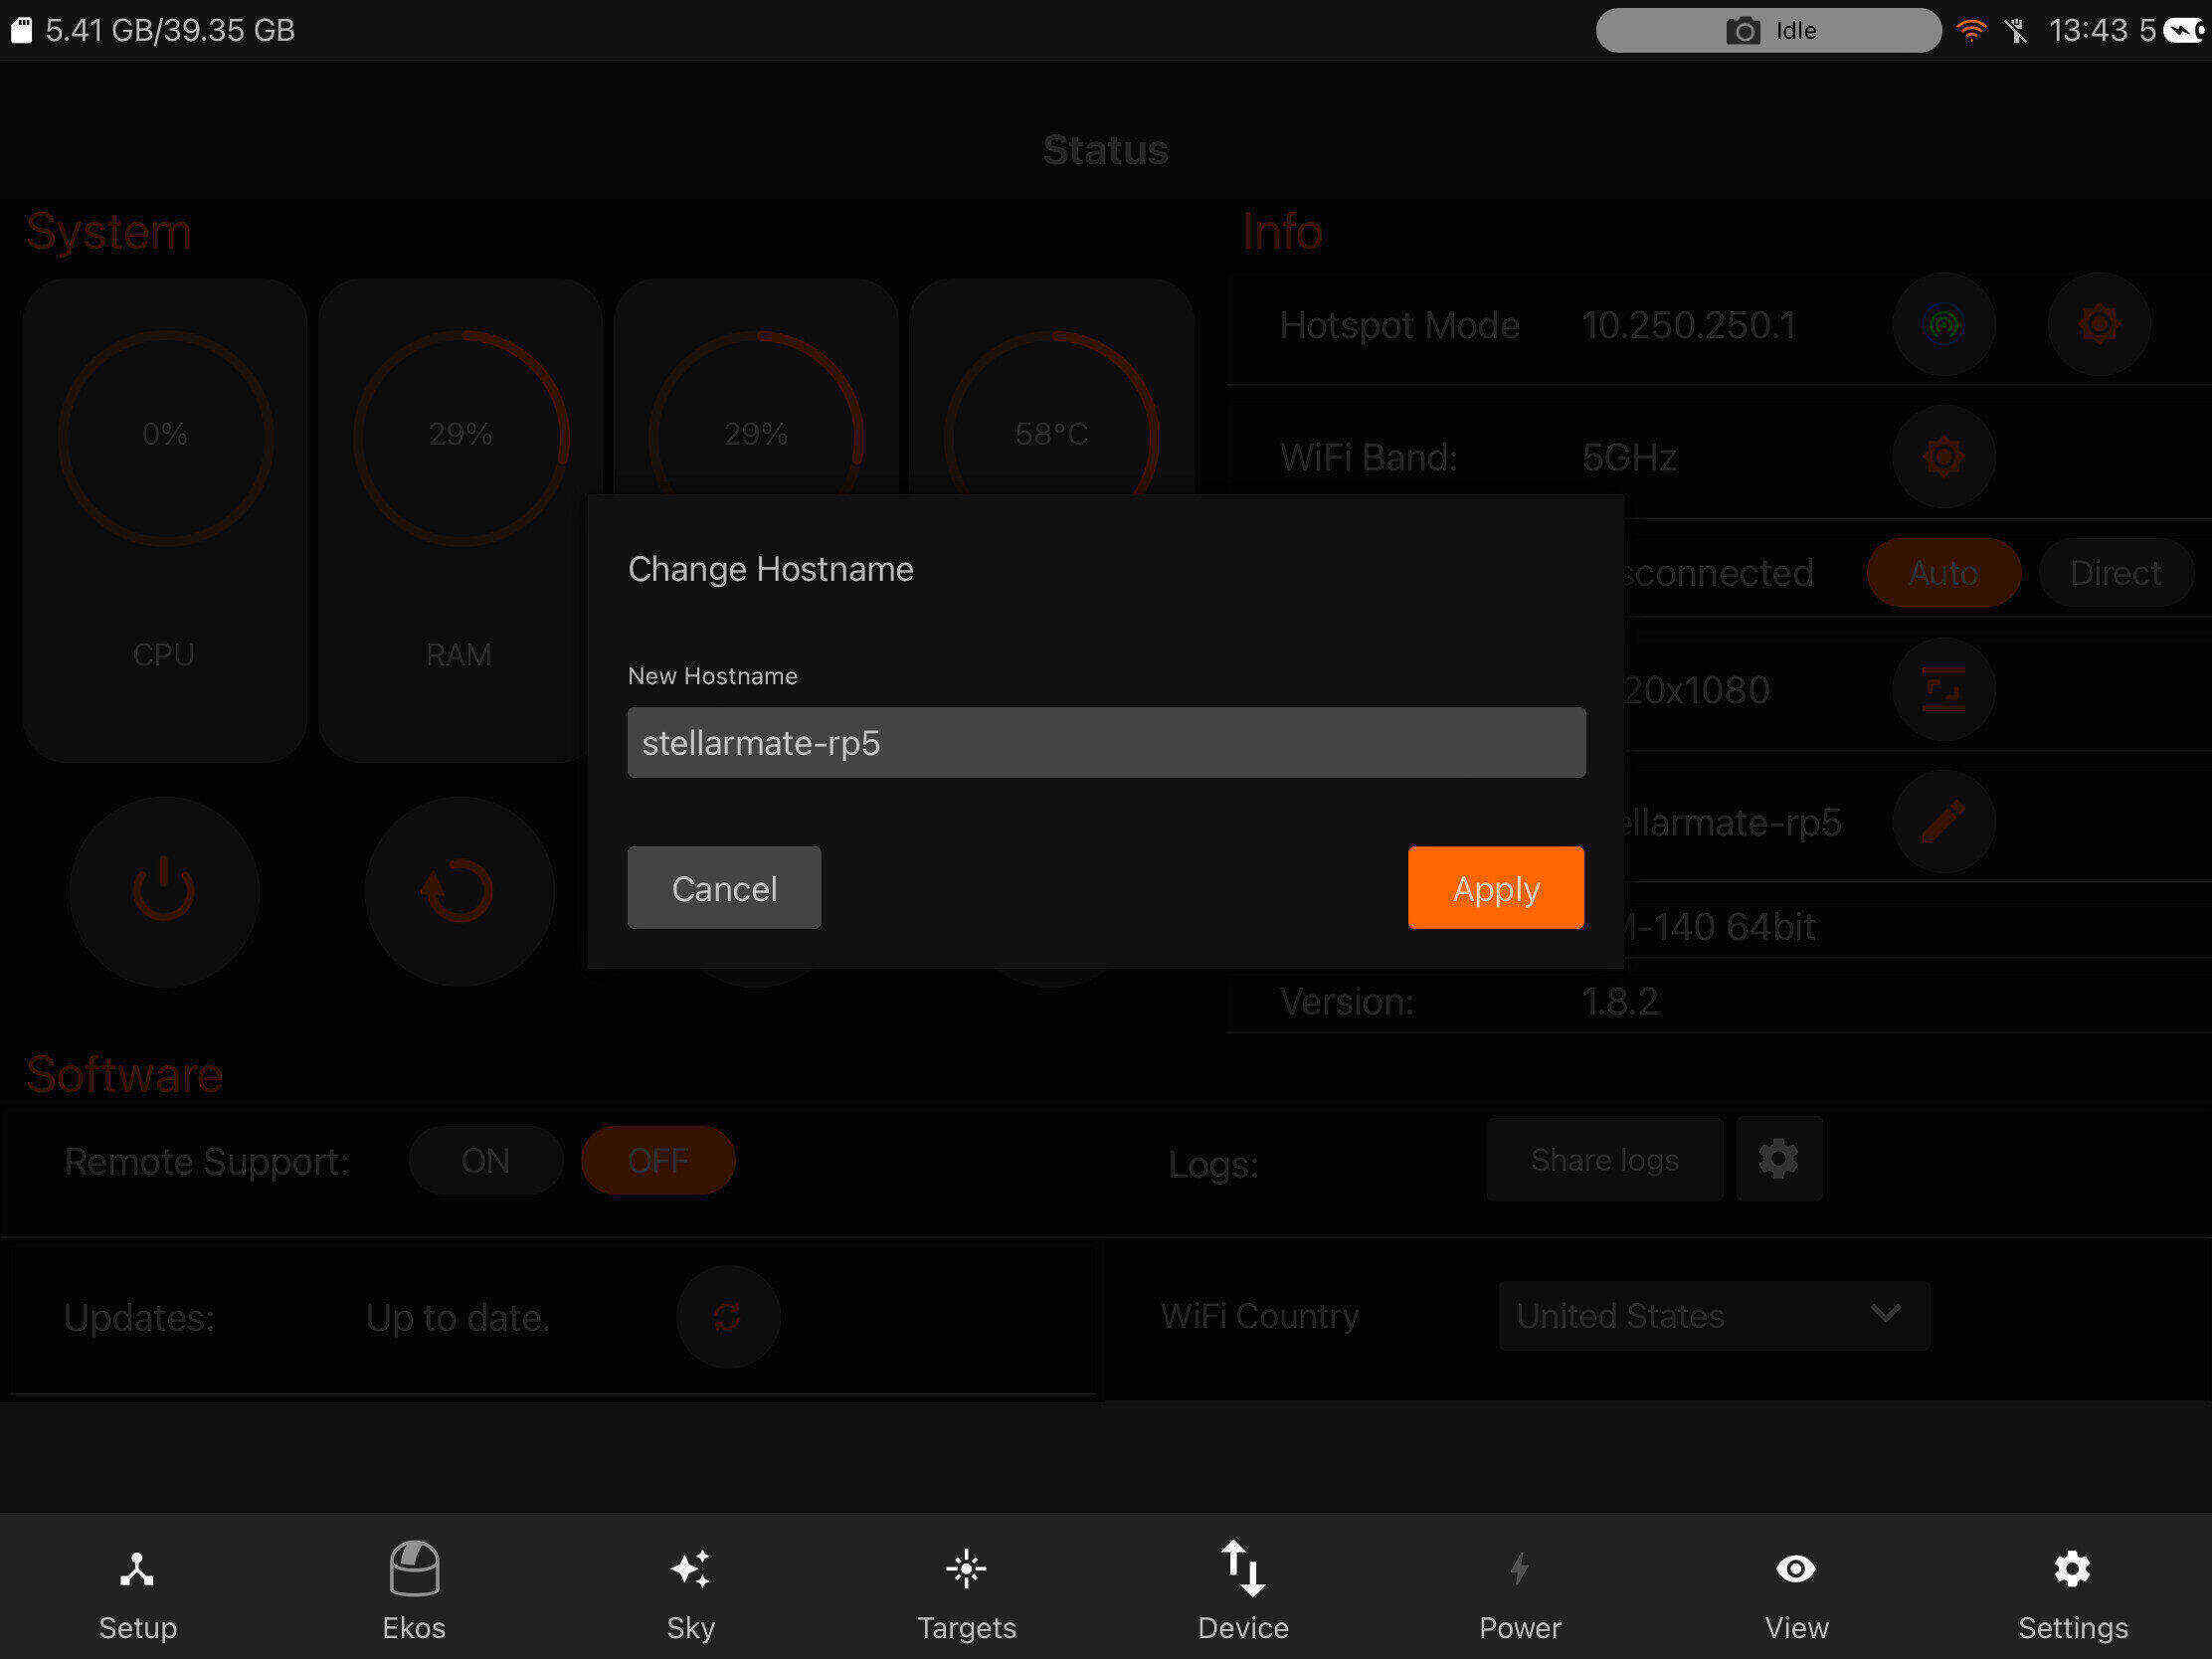 5.41 GB/39.35 GB
Idle
13:43 5
Status
System
Info
Hotspot Mode 10.250.250.1
0%
29%
29%
58°C
WiFi Band: 5GHz
Change Hostname
sconnected Auto Direct
CPU
RAM
New Hostname
20x1080
stellarmate-rp5
ellarmate-rp5
Cancel
Apply
-140 64bit
Version: 1.8.2
Software
Remote Support: ON OFF
Logs: Share logs
Updates: Up to date.
WiFi Country United States
Setup
Ekos
Sky
Targets
Device
Power
View
Settings